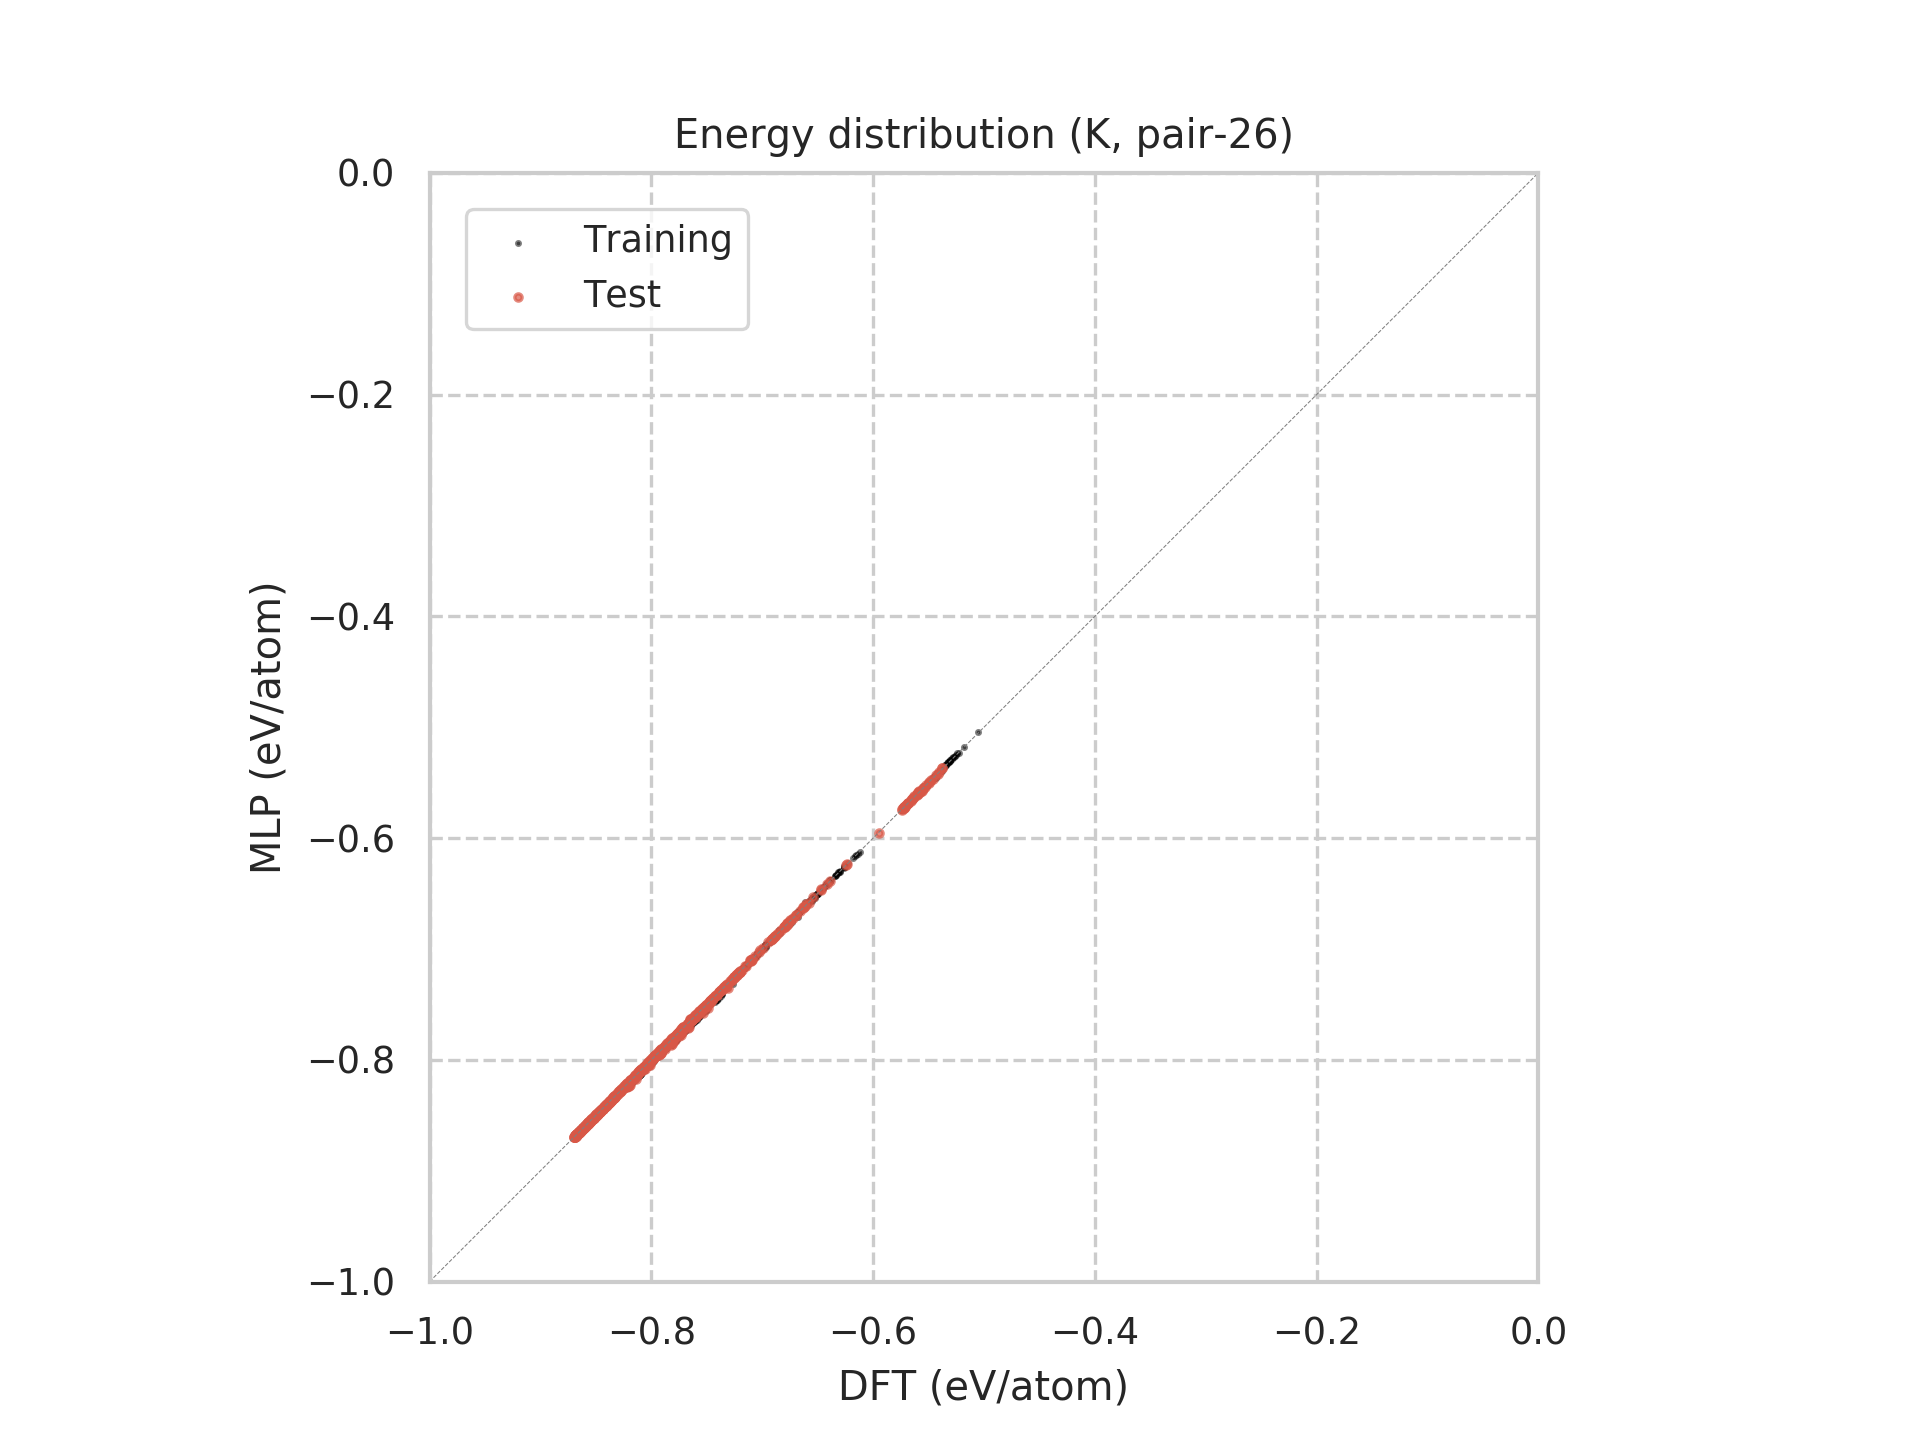 Energy distribution (K, pair-26)
0.0
Training
Test
−0.2
−0.4
MLP (eV/atom)
−0.6
−0.8
−1.0
−1.0 −0.8 −0.6 −0.4 −0.2 0.0
DFT (eV/atom)